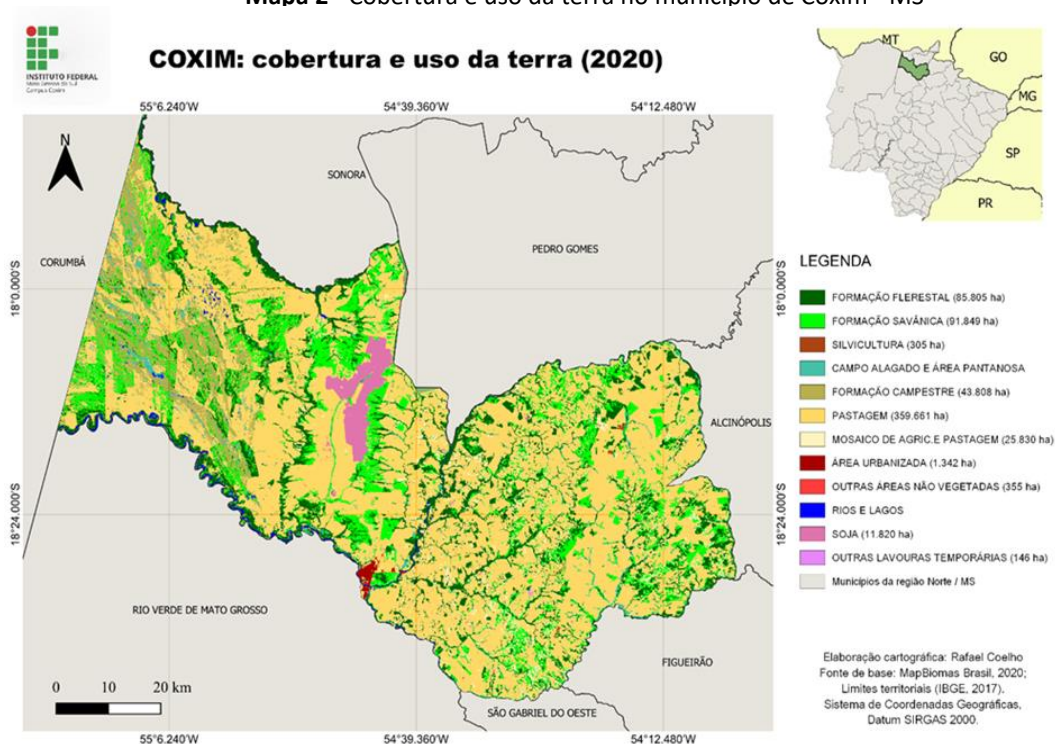 Mapa 2 - Cobertura e uso da terra no município de Coxim - MS
INSTITUTO FEDERAL
Mato Grosso do Sul
Campus Coxim
COXIM: cobertura e uso da terra (2020)
55°6.240'W
54°39.360'W
54°12.480'W
MT
GO
MG
SP
PR
N
SONORA
CORUMBÁ
PEDRO GOMES
ALCINÓPOLIS
RIO VERDE DE MATO GROSSO
FIGUEIRÃO
SÃO GABRIEL DO OESTE
18°0.000'S
18°24.000'S
18°0.000'S
18°24.000'S
0 10 20 km
55°6.240'W
54°39.360'W
54°12.480'W
LEGENDA
FORMAÇÃO FLERESTAL (85.805 ha)
FORMAÇÃO SAVÂNICA (91.849 ha)
SILVICULTURA (305 ha)
CAMPO ALAGADO E ÁREA PANTANOSA
FORMAÇÃO CAMPESTRE (43.808 ha)
PASTAGEM (359.661 ha)
MOSAICO DE AGRIC.E PASTAGEM (25.830 ha)
ÁREA URBANIZADA (1.342 ha)
OUTRAS ÁREAS NÃO VEGETADAS (355 ha)
RIOS E LAGOS
SOJA (11.820 ha)
OUTRAS LAVOURAS TEMPORÁRIAS (146 ha)
Municípios da região Norte / MS
Elaboração cartográfica: Rafael Coelho
Fonte de base: MapBiomas Brasil, 2020;
Limites territoriais (IBGE, 2017).
Sistema de Coordenadas Geográficas,
Datum SIRGAS 2000.